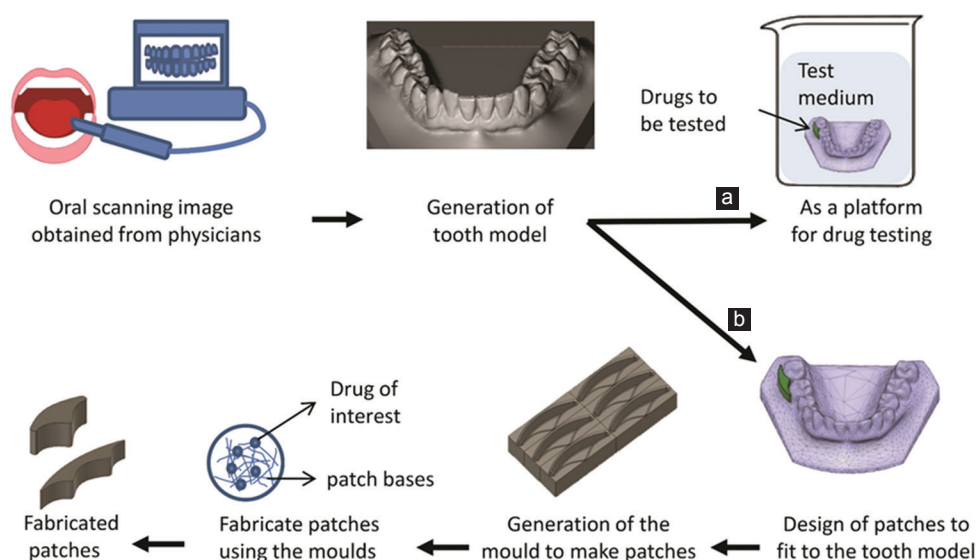 Test
medium
Drugs to
be tested
Oral scanning image
obtained from physicians
Generation of
tooth model
a
As a platform
for drug testing
b
Drug of
interest
patch bases
Fabricated
patches
Fabricate patches
using the moulds
Generation of the
mould to make patches
Design of patches to
fit to the tooth model